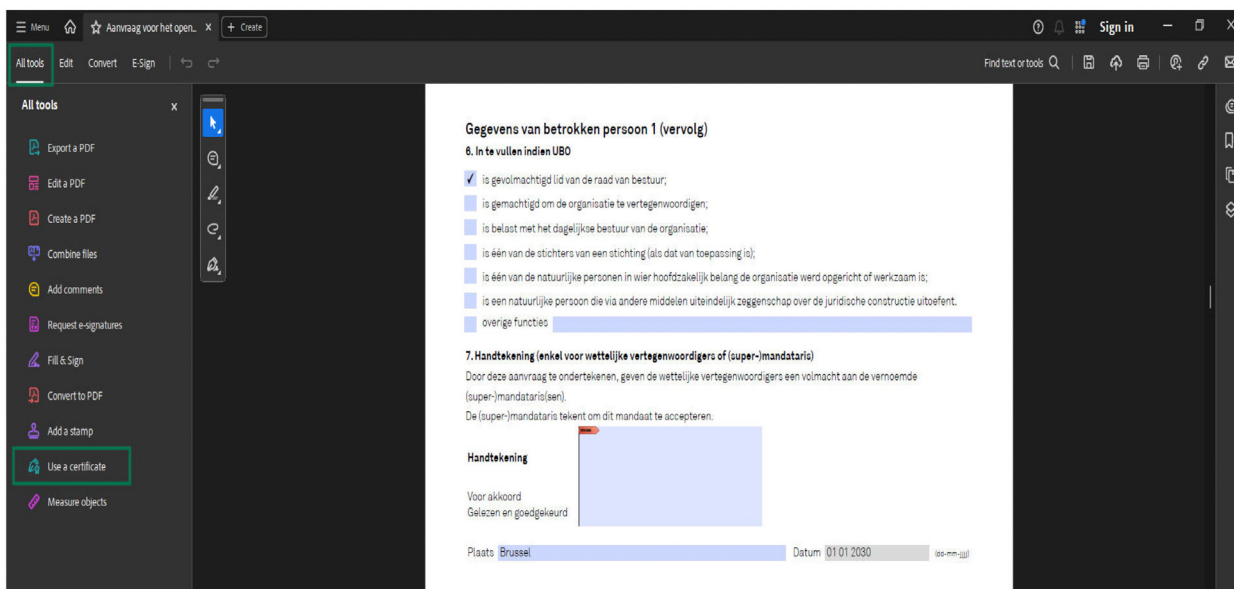 Menu
Aanvraag voor het open...
+ Create
Sign in
All tools
Edit
Convert
E-Sign
Find text or tools
All tools
Export a PDF
Edit a PDF
Create a PDF
Combine files
Add comments
Request e-signatures
Fill & Sign
Convert to PDF
Add a stamp
Use a certificate
Measure objects
Gegevens van betrokken persoon 1 (vervolg)
6. In te vullen indien UBO
is gevolmachtigd lid van de raad van bestuur;
is gemachtigd om de organisatie te vertegenwoordigen;
is belast met het dagelijkse bestuur van de organisatie;
is één van de stichters van een stichting (als dat van toepassing is);
is één van de natuurlijke personen in wier hoofdzakelijk belang de organisatie werd opgericht of werkzaam is;
is een natuurlijke persoon die via andere middelen uiteindelijk zeggenschap over de juridische constructie uitoefent.
overige functies
7. Handtekening (enkel voor wettelijke vertegenwoordigers of (super-)mandataris)
Door deze aanvraag te ondertekenen, geven de wettelijke vertegenwoordigers een volmacht aan de vernoemde
(super-)mandataris(sen).
De (super-)mandataris tekent om dit mandaat te accepteren.
Handtekening
Voor akkoord
Gelezen en goedgekeurd
Plaats Brussel
Datum 01 01 2030 (dd-mm-jjjj)